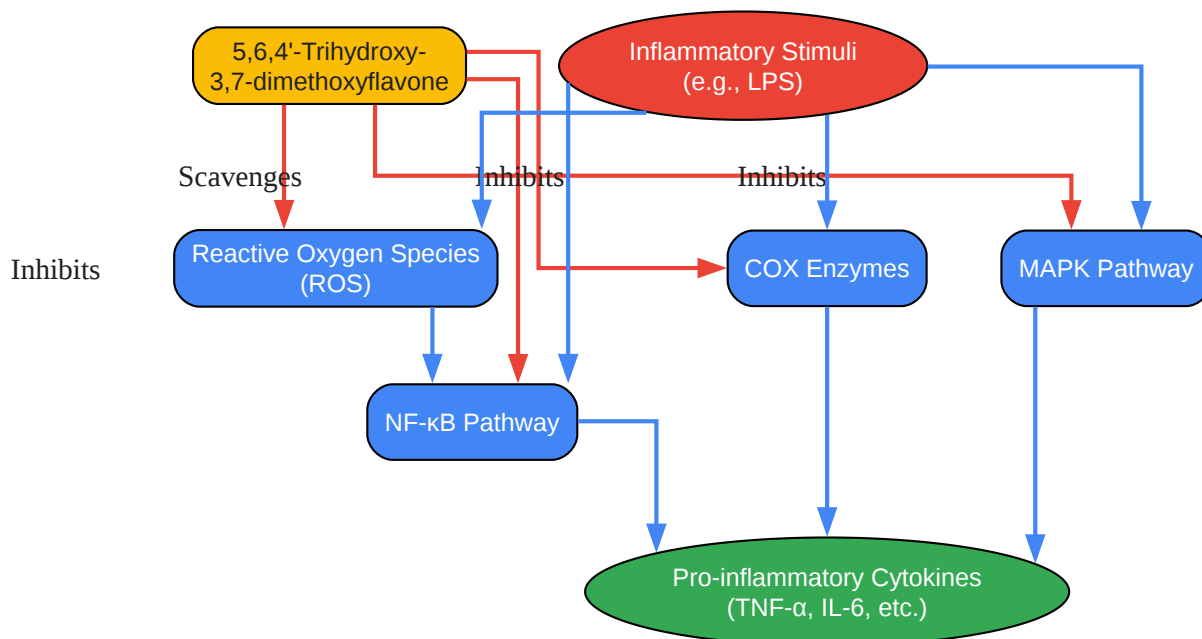 5,6,4'-Trihydroxy-
3,7-dimethoxyflavone
Inflammatory Stimuli
(e.g., LPS)
Scavenges
Inhibits
Inhibits
Inhibits
Reactive Oxygen Species
(ROS)
COX Enzymes
MAPK Pathway
NF-κB Pathway
Pro-inflammatory Cytokines
(TNF-α, IL-6, etc.)